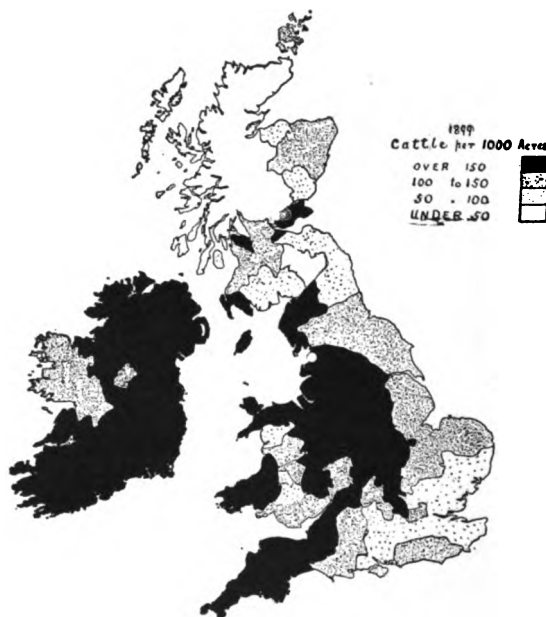 1899
Cattle per 1000 Acres
OVER 150
100 to 150
50 . 100
UNDER .50